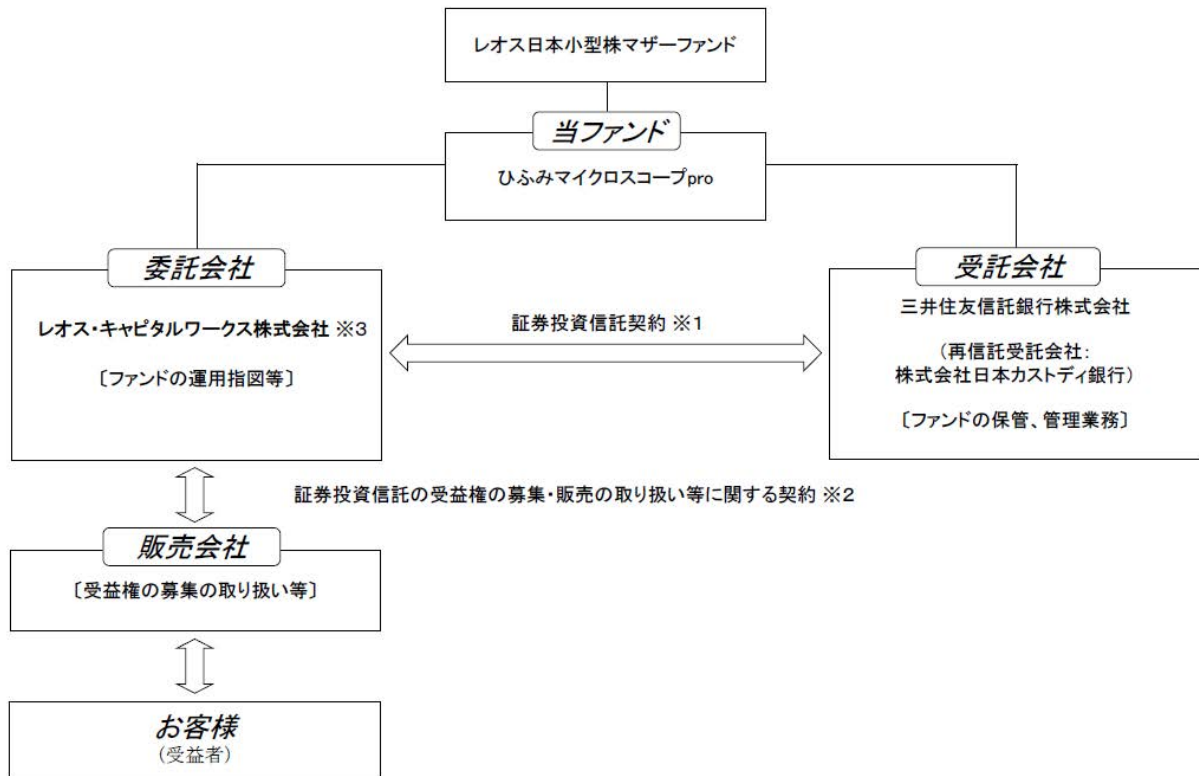 レオス日本小型株マザーファンド
当ファンド
ひふみマイクロスコープpro
委託会社
レオス・キャピタルワークス株式会社 ※3
〔ファンドの運用指図等〕
証券投資信託契約 ※1
受託会社
三井住友信託銀行株式会社
(再信託受託会社:
株式会社日本カストディ銀行)
〔ファンドの保管、管理業務〕
証券投資信託の受益権の募集・販売の取り扱い等に関する契約 ※2
販売会社
〔受益権の募集の取り扱い等〕
お客様
(受益者)